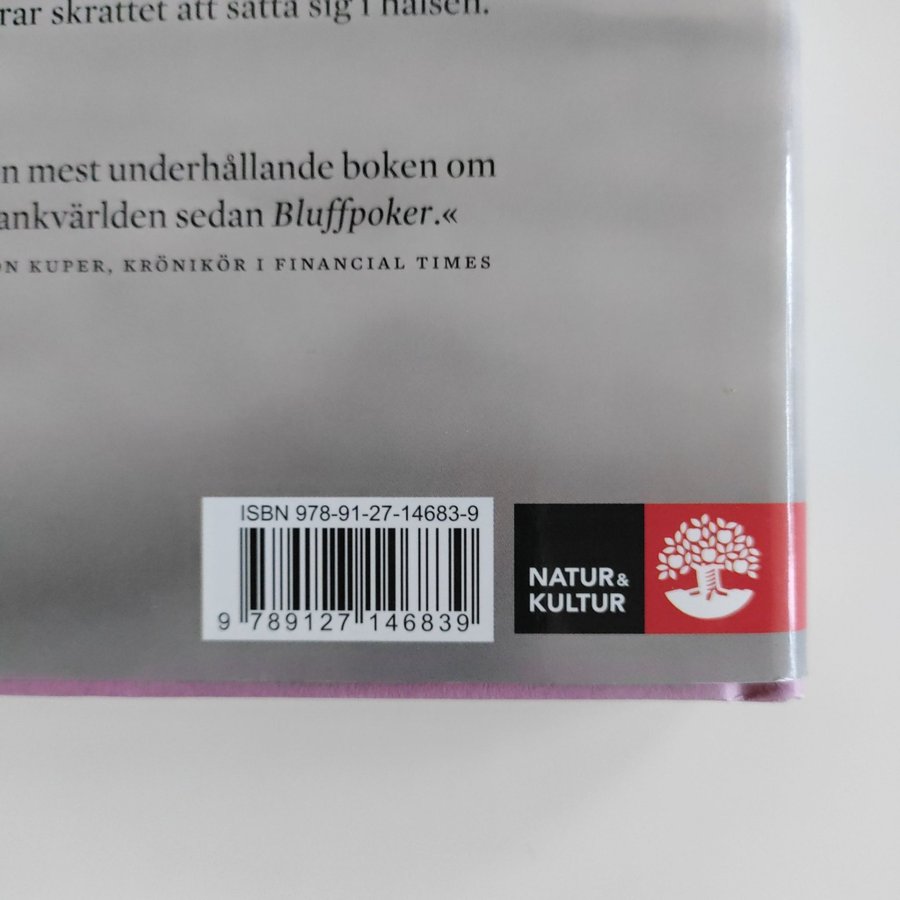 rar skrattet att sätta sig i halsen.
n mest underhållande boken om
ankvärlden sedan Bluffpoker.«
ON KUPER, KRÖNIKÖR I FINANCIAL TIMES
ISBN 978-91-27-14683-9
9 789127 146839
NATUR&
KULTUR